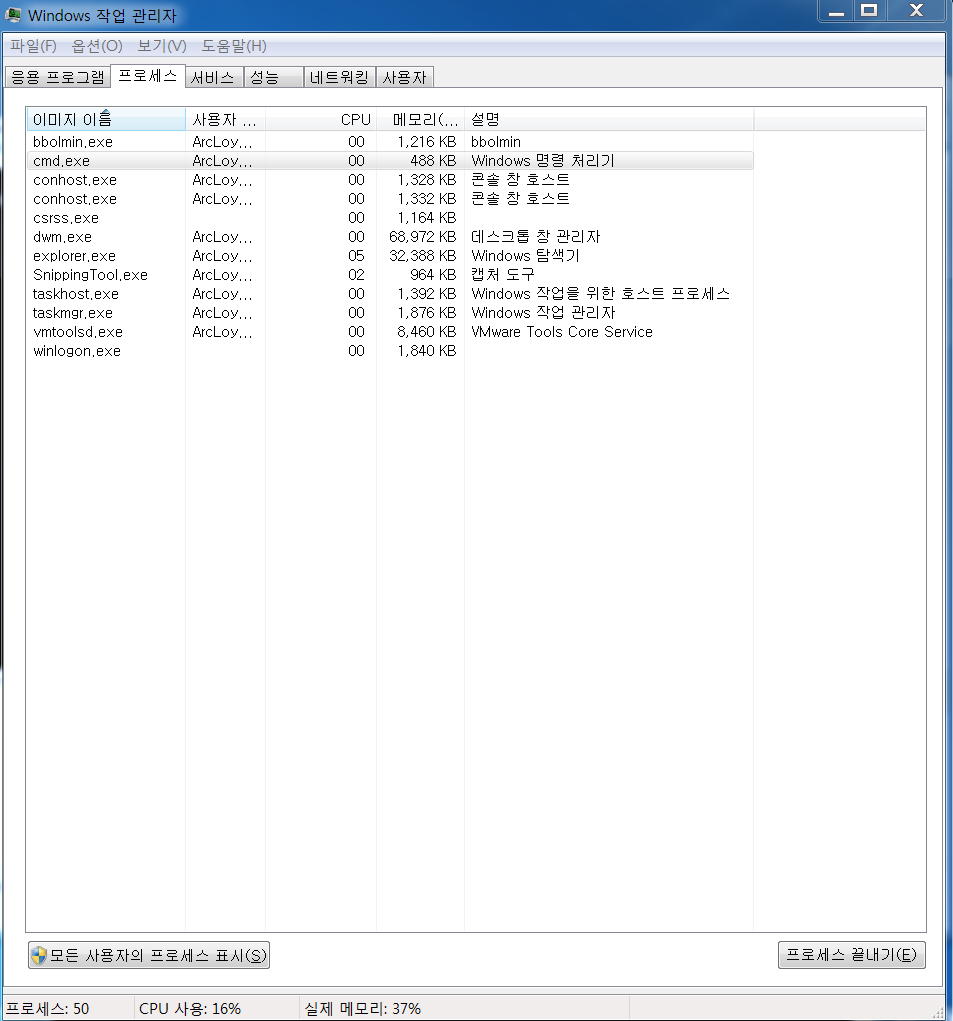 Windows 작업 관리자
파일(F) 옵션(O) 보기(V) 도움말(H)
응용 프로그램 프로세스 서비스 성능 네트워킹 사용자
이미지 이름 사용자 ... CPU 메모리(... 설명
bbolmin.exe ArcLoy... 00 1,216 KB bbolmin
cmd.exe ArcLoy... 00 488 KB Windows 명령 처리기
conhost.exe ArcLoy... 00 1,328 KB 콘솔 창 호스트
conhost.exe ArcLoy... 00 1,332 KB 콘솔 창 호스트
csrss.exe 00 1,164 KB
dwm.exe ArcLoy... 00 68,972 KB 데스크톱 창 관리자
explorer.exe ArcLoy... 05 32,388 KB Windows 탐색기
SnippingTool.exe ArcLoy... 02 964 KB 캡처 도구
taskhost.exe ArcLoy... 00 1,392 KB Windows 작업을 위한 호스트 프로세스
taskmgr.exe ArcLoy... 00 1,876 KB Windows 작업 관리자
vmtoolsd.exe ArcLoy... 00 8,460 KB VMware Tools Core Service
winlogon.exe 00 1,840 KB
모든 사용자의 프로세스 표시(S) 프로세스 끝내기(E)
프로세스: 50 CPU 사용: 16% 실제 메모리: 37%